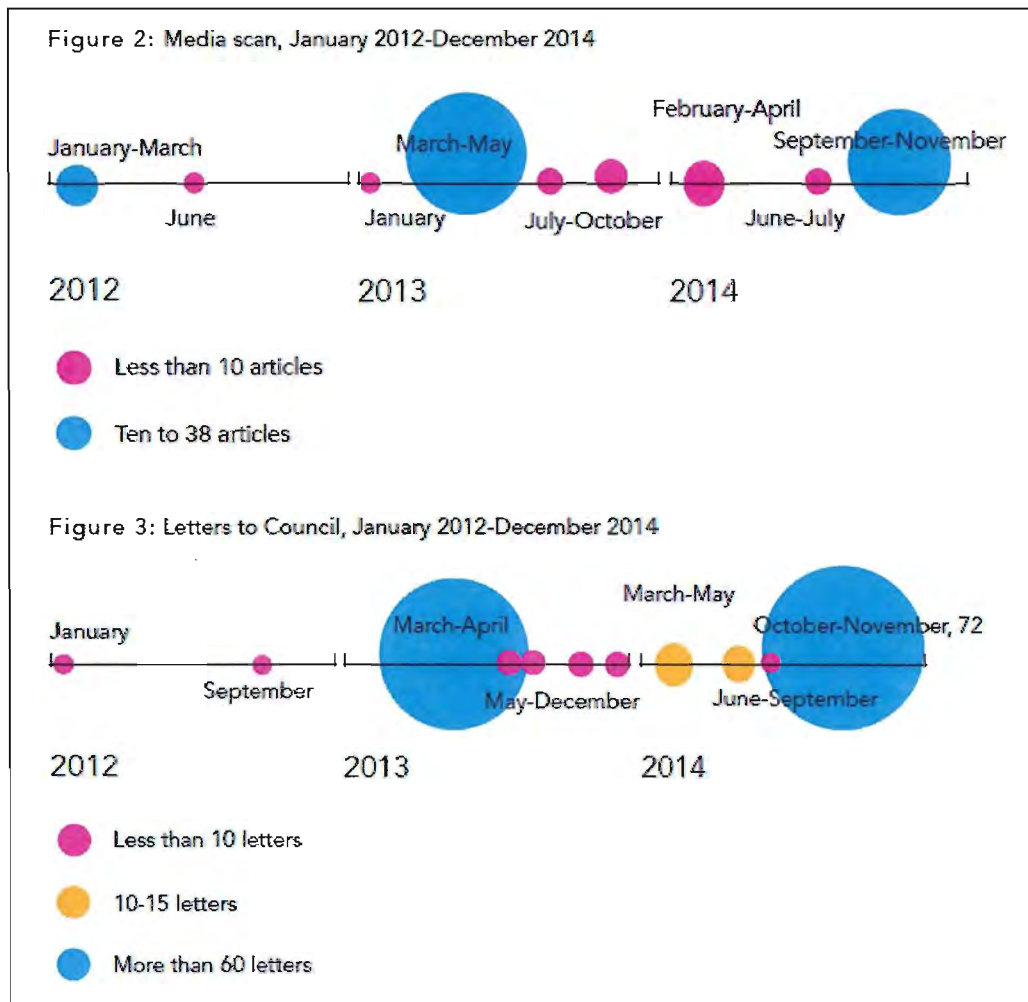 Figure 2: Media scan, January 2012-December 2014
February-April
January-March
March-May
September-November
June
January
July-October
June-July
2012
2013
2014
Less than 10 articles
Ten to 38 articles
Figure 3: Letters to Council, January 2012-December 2014
March-May
January
March-April
October-November, 72
September
May-December
June-September
2012
2013
2014
Less than 10 letters
10-15 letters
More than 60 letters